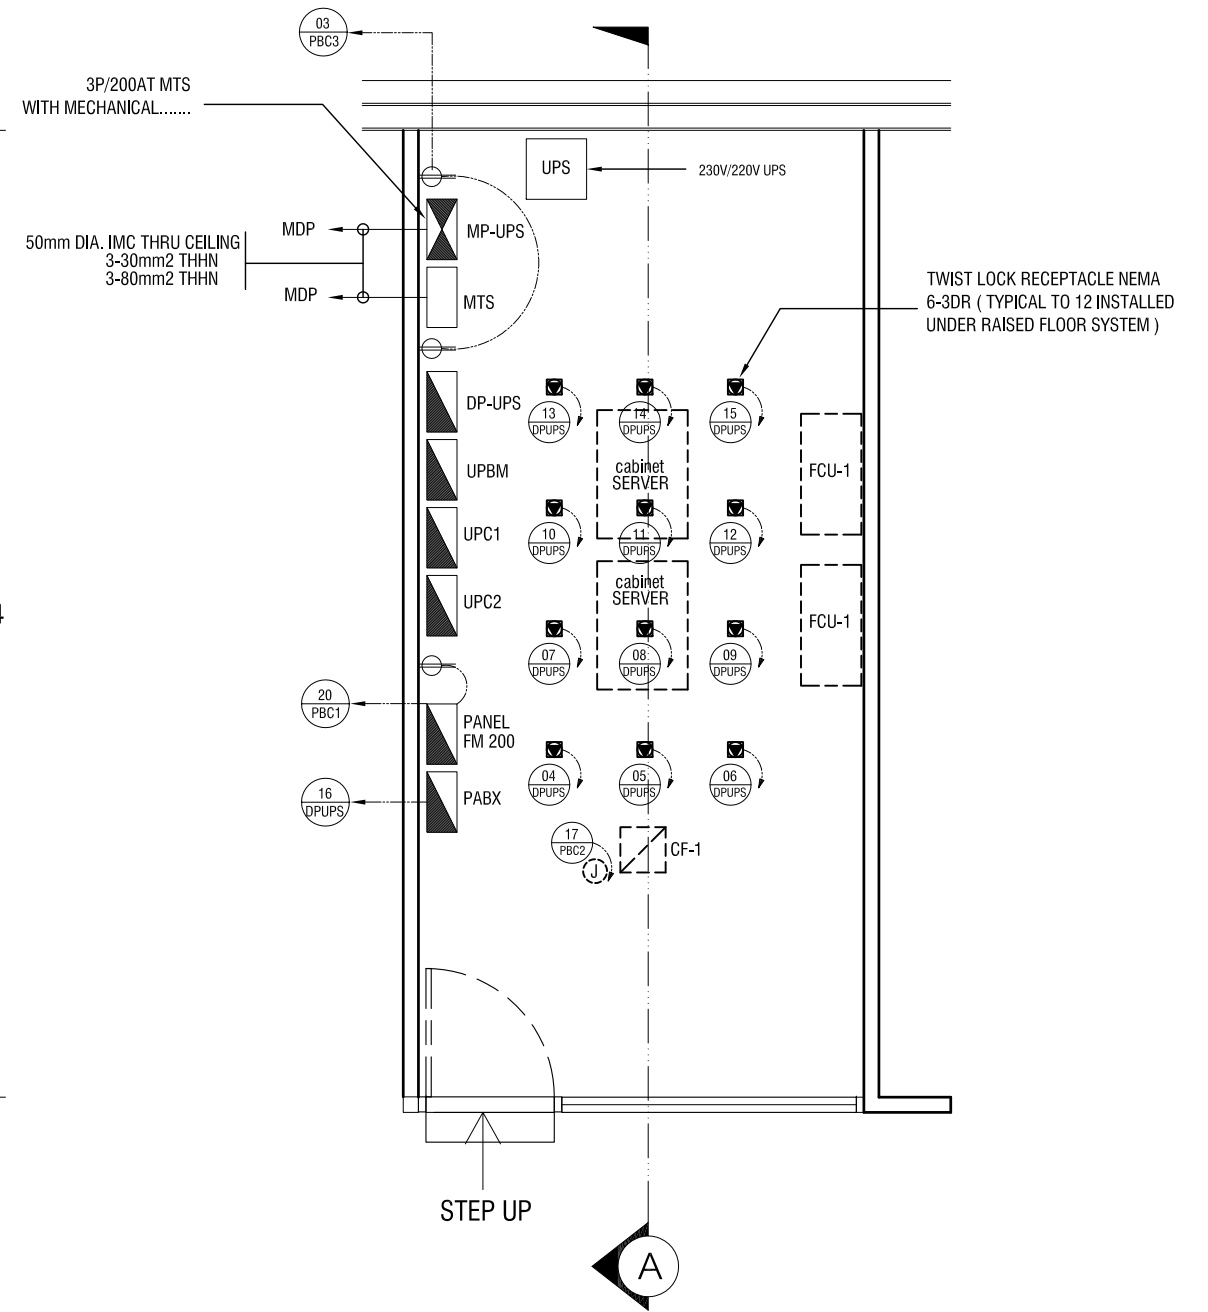 03
PBC3
3P/200AT MTS
WITH MECHANICAL.......
UPS
230V/220V UPS
MDP
MP-UPS
50mm DIA. IMC THRU CEILING
3-30mm2 THHN
3-80mm2 THHN
MDP
MTS
TWIST LOCK RECEPTACLE NEMA
6-3DR ( TYPICAL TO 12 INSTALLED
UNDER RAISED FLOOR SYSTEM )
DP-UPS
13
DPUPS
14
DPUPS
15
DPUPS
UPBM
cabinet
SERVER
FCU-1
UPC1
10
DPUPS
11
DPUPS
12
DPUPS
UPC2
cabinet
SERVER
FCU-1
4
07
DPUPS
08
DPUPS
09
DPUPS
20
PBC1
PANEL
FM 200
04
DPUPS
05
DPUPS
06
DPUPS
16
DPUPS
PABX
17
PBC2
J
CF-1
STEP UP
A